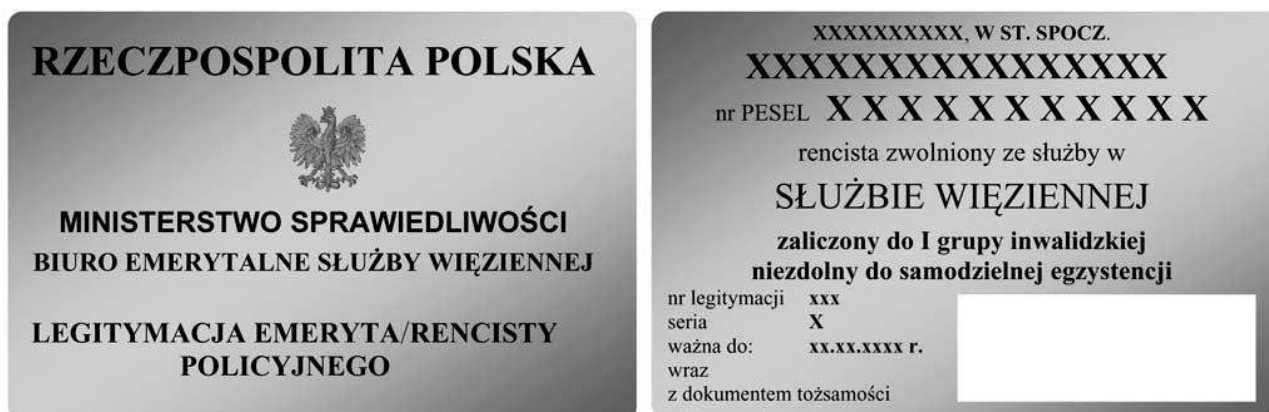 RZECZPOSPOLITA POLSKA
MINISTERSTWO SPRAWIEDLIWOŚCI
BIURO EMERYTALNE SŁUŻBY WIĘZIENNEJ
LEGITYMACJA EMERYTA/RENCISTY
POLICYJNEGO
XXXXXXXXXX, W ST. SPOCZ.
XXXXXXXXXXXXXXXX
nr PESEL X X X X X X X X X X X
rencista zwolniony ze służby w
SŁUŻBIE WIĘZIENNEJ
zaliczony do I grupy inwalidzkiej
niezdolny do samodzielnej egzystencji
nr legitymacji xxx
seria X
ważna do: xx.xx.xxxx r.
wraz
z dokumentem tożsamości